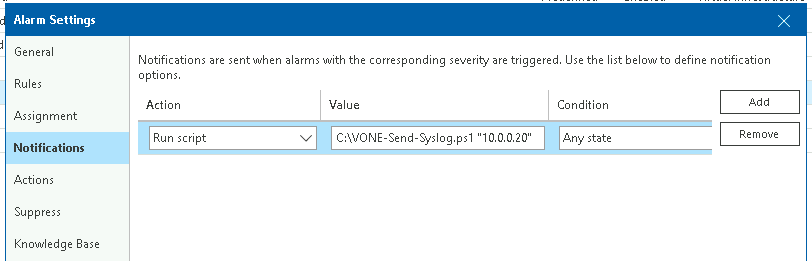 Alarm Settings
General
Rules
Assignment
Notifications
Actions
Suppress
Knowledge Base
Notifications are sent when alarms with the corresponding severity are triggered. Use the list below to define notification
options.
Action Value Condition
Run script C:\VONE-Send-Syslog.ps1 "10.0.0.20" Any state
Add
Remove